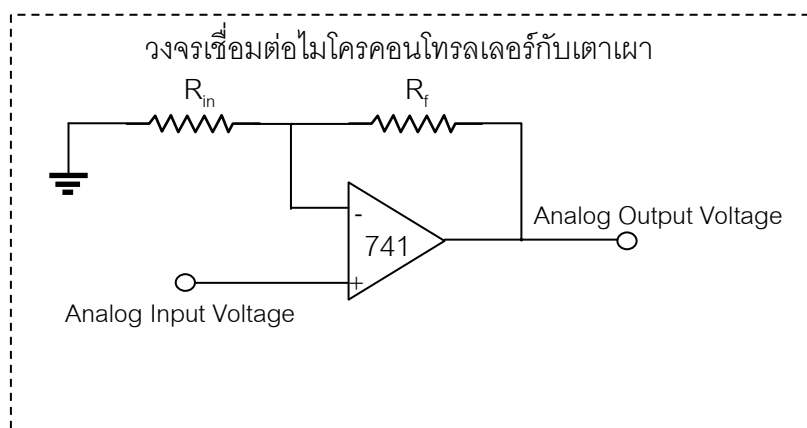 วงจรเชื่อมต่อไมโครคอนโทรลเลอร์กับเตาเผา
R_in
R_f
-
741
Analog Output Voltage
+
Analog Input Voltage